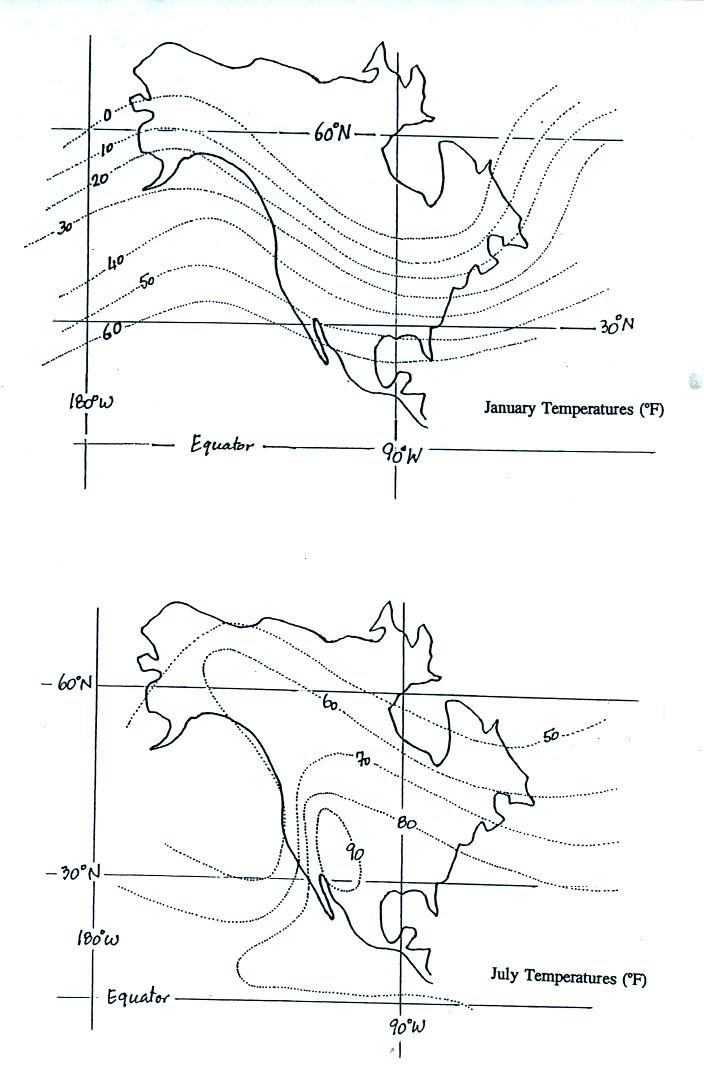 0
60°N
10
20
30
40
50
60
30°N
180°W
January Temperatures (°F)
Equator
90°W
60°N
60
50
70
80
90
30°N
180°W
July Temperatures (°F)
Equator
90°W